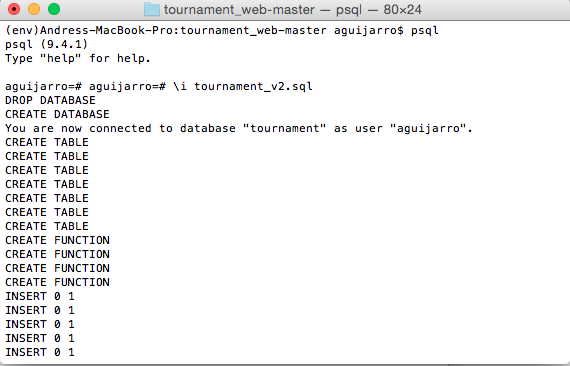 tournament_web-master — psql — 80×24
(env)Andress-MacBook-Pro:tournament_web-master aguijarro$ psql
psql (9.4.1)
Type "help" for help.
aguijarro=# aguijarro=# \i tournament_v2.sql
DROP DATABASE
CREATE DATABASE
You are now connected to database "tournament" as user "aguijarro".
CREATE TABLE
CREATE TABLE
CREATE TABLE
CREATE TABLE
CREATE TABLE
CREATE TABLE
CREATE TABLE
CREATE FUNCTION
CREATE FUNCTION
CREATE FUNCTION
CREATE FUNCTION
INSERT 0 1
INSERT 0 1
INSERT 0 1
INSERT 0 1
INSERT 0 1